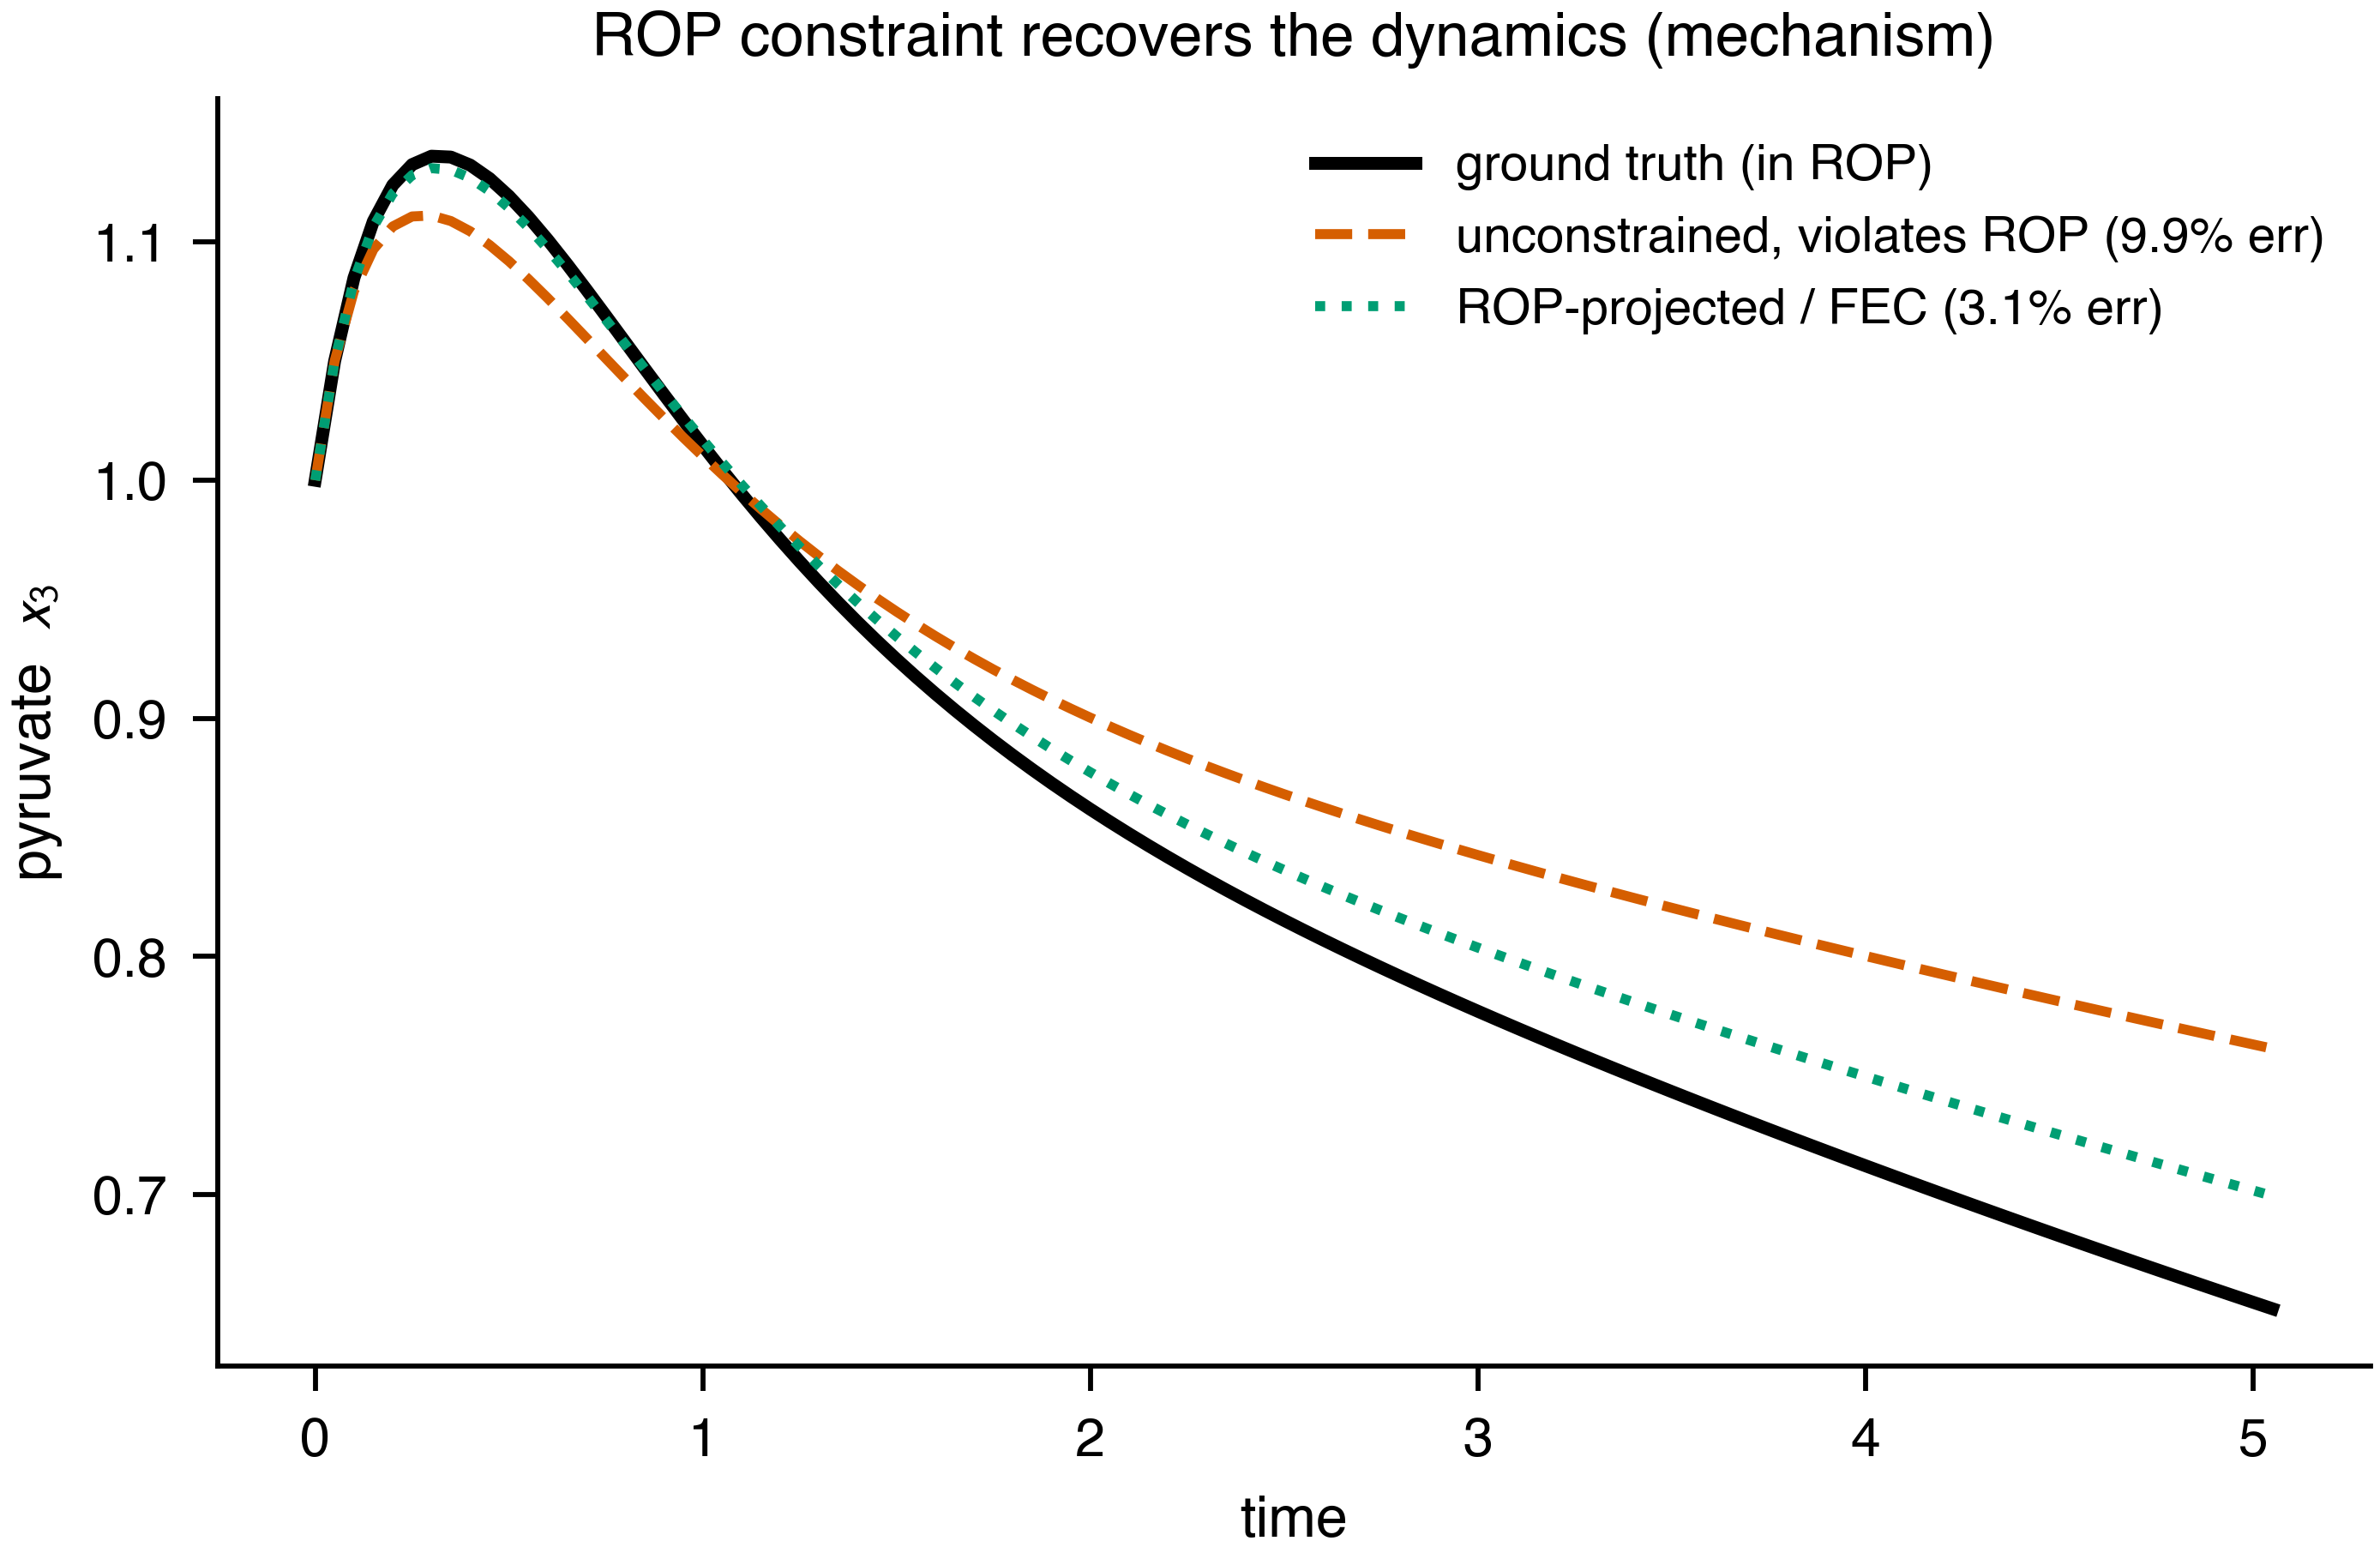 ROP constraint recovers the dynamics (mechanism)
ground truth (in ROP)
unconstrained, violates ROP (9.9% err)
ROP-projected / FEC (3.1% err)
1.1
1.0
0.9
0.8
0.7
pyruvate x₃
0 1 2 3 4 5
time